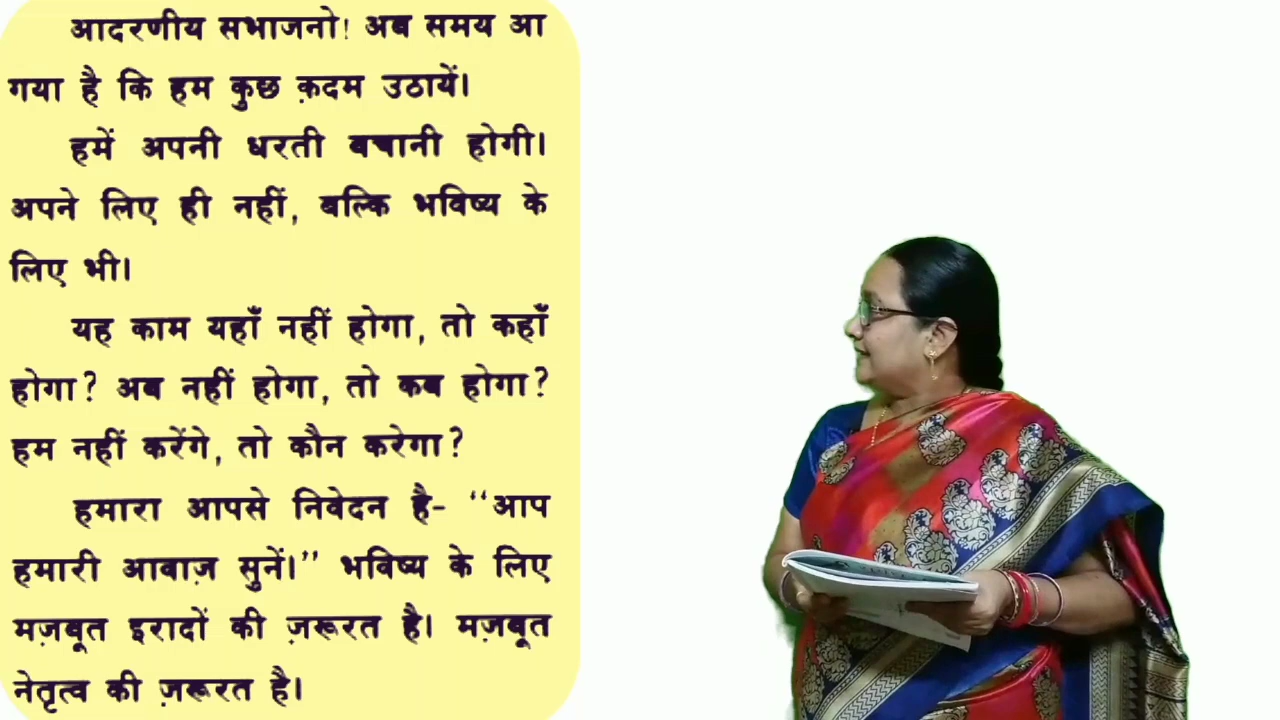 आदरणीय सभाजनो! अब समय आ
गया है कि हम कुछ क़दम उठायें।
हमें अपनी धरती बचानी होगी।
अपने लिए ही नहीं, बल्कि भविष्य के
लिए भी।
यह काम यहाँ नहीं होगा, तो कहाँ
होगा? अब नहीं होगा, तो कब होगा?
हम नहीं करेंगे, तो कौन करेगा?
हमारा आपसे निवेदन है- ‘‘आप
हमारी आवाज़ सुनें।’’ भविष्य के लिए
मज़बूत इरादों की ज़रूरत है। मज़बूत
नेतृत्व की ज़रूरत है।